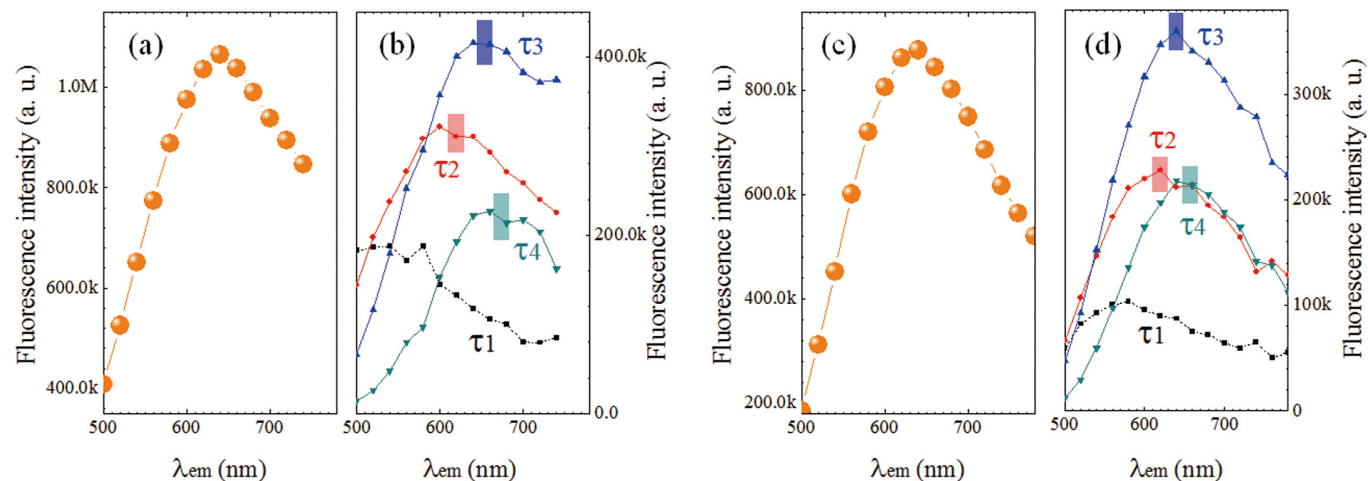 Fluorescence intensity (a. u.)
1.0M
800.0k
600.0k
400.0k
(a)
500
600
700
λem (nm)
(b)
τ3
τ2
τ4
τ1
400.0k
200.0k
0.0
Fluorescence intensity (a. u.)
500
600
700
λem (nm)
Fluorescence intensity (a. u.)
800.0k
600.0k
400.0k
200.0k
(c)
500
600
700
λem (nm)
(d)
τ3
τ2
τ4
τ1
300k
200k
100k
0
Fluorescence intensity (a. u.)
500
600
700
λem (nm)